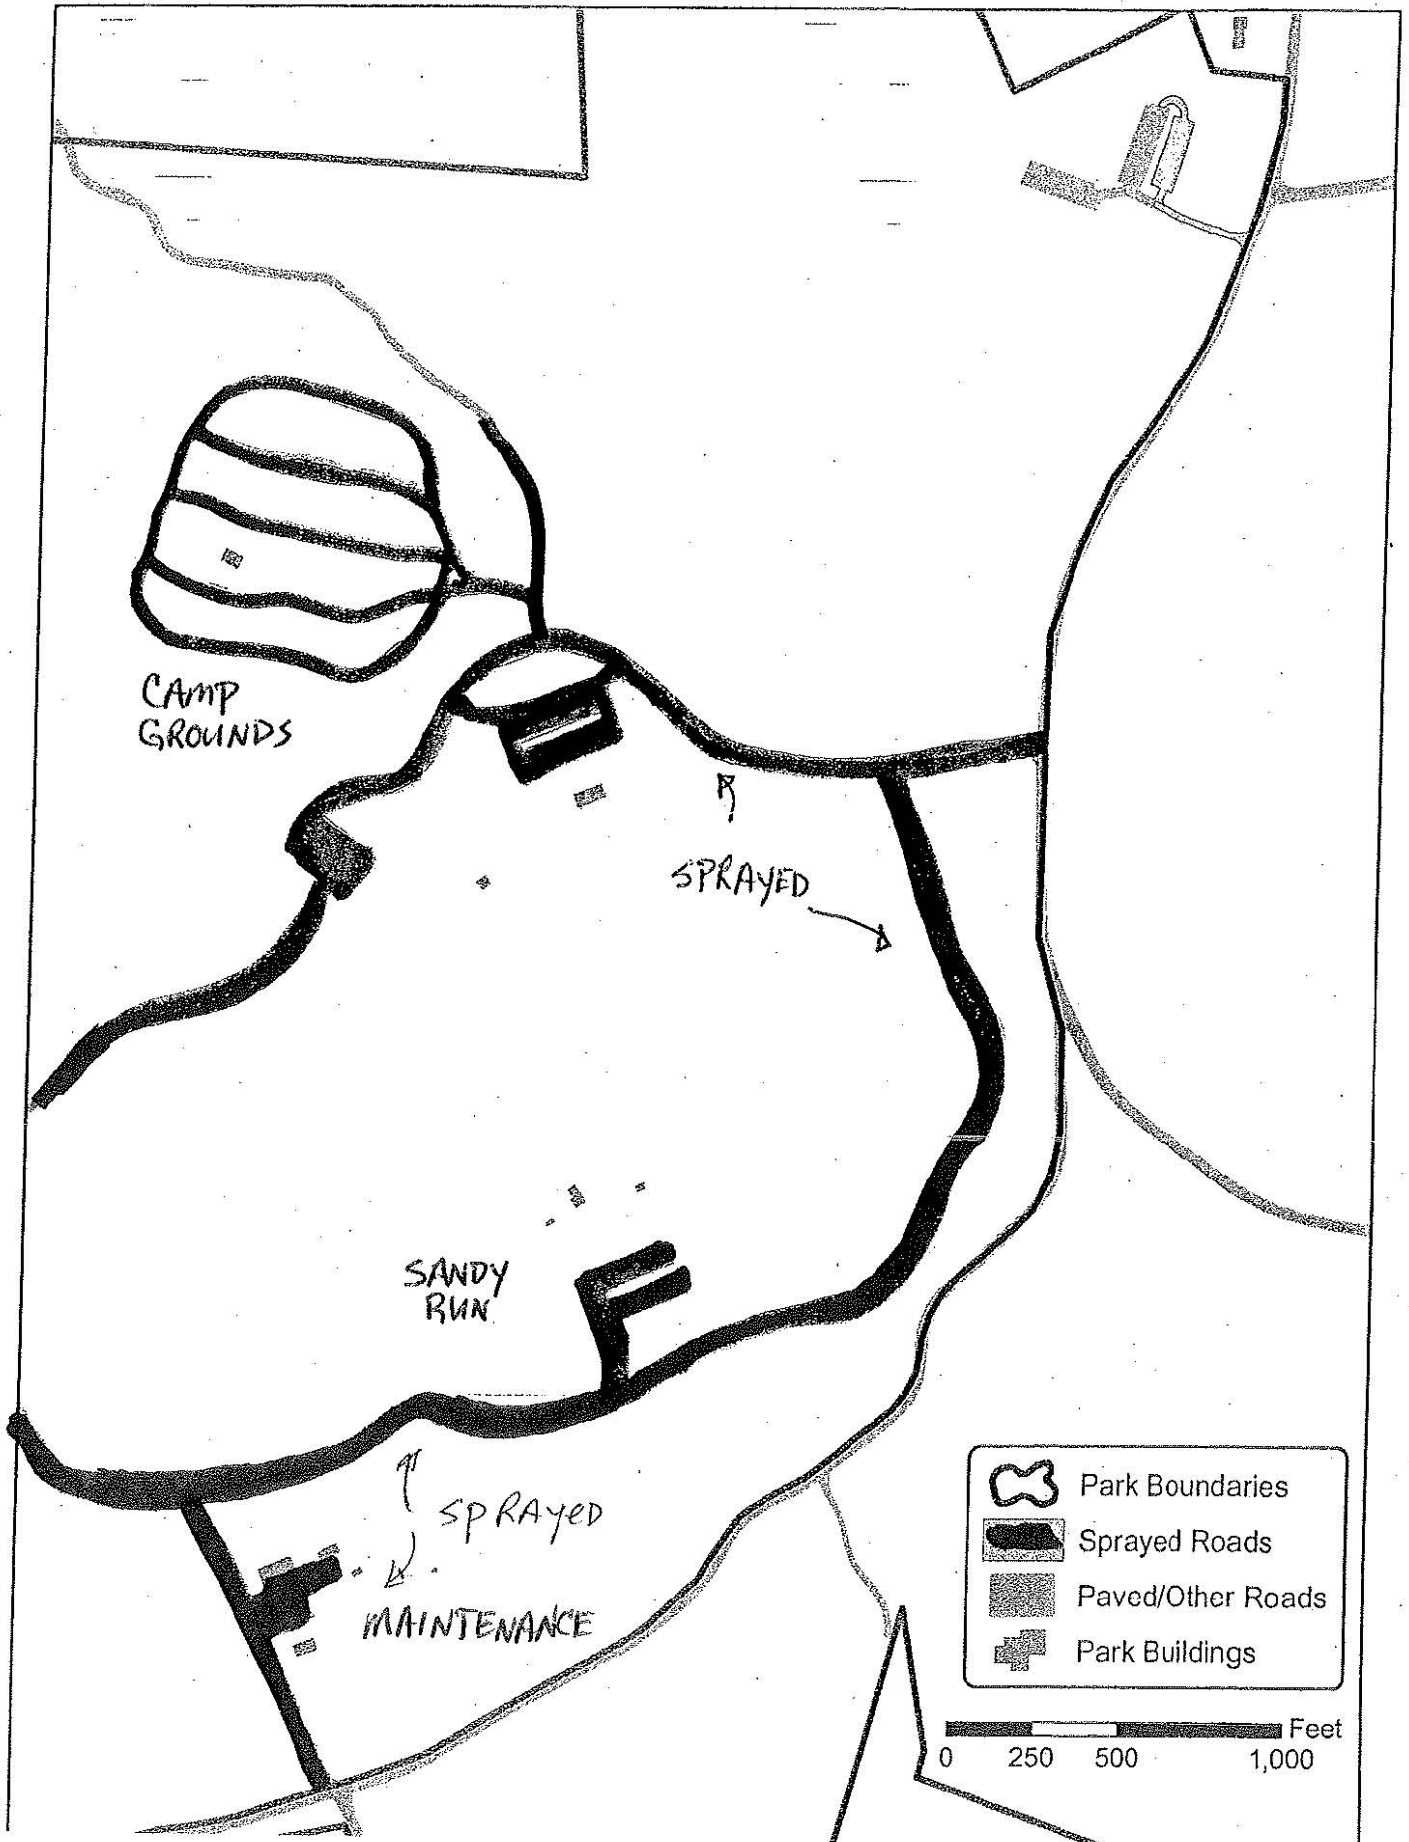 CAMP
GROUNDS
SPRAYED
SANDY
RUN
SPRAYED
MAINTENANCE
Park Boundaries
Sprayed Roads
Paved/Other Roads
Park Buildings
Feet
0 250 500 1,000